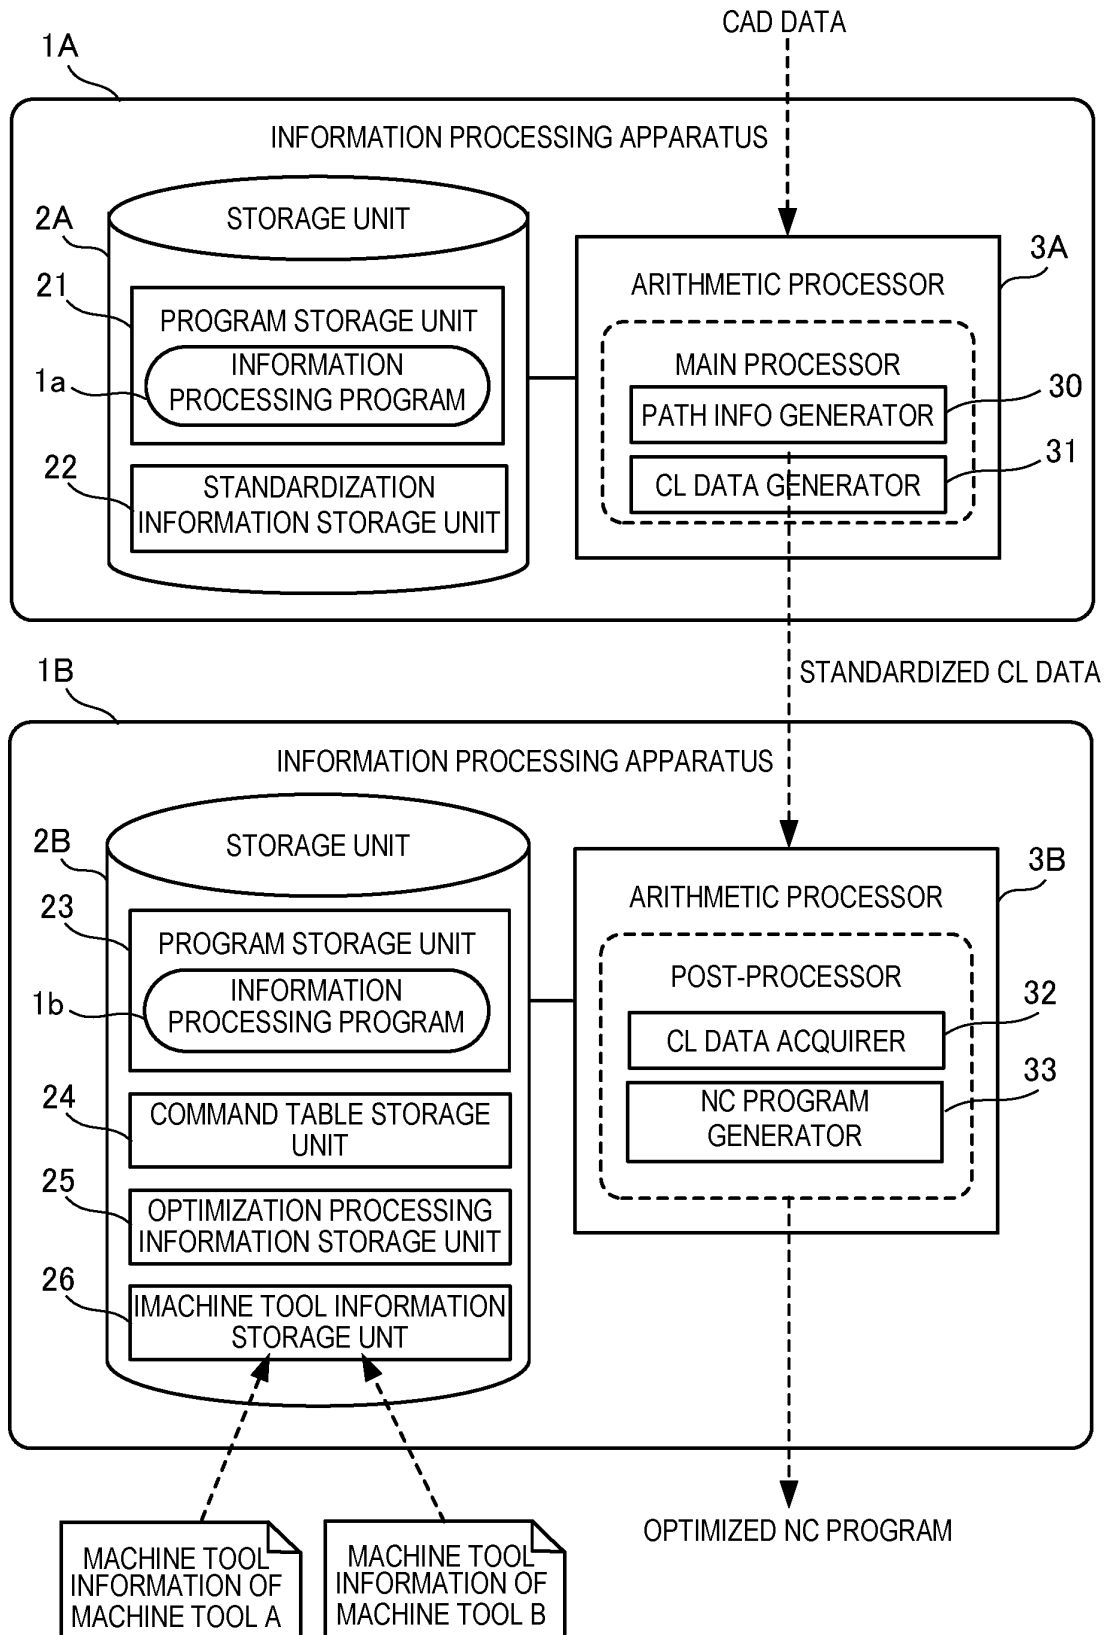 CAD DATA
1A
INFORMATION PROCESSING APPARATUS
2A
STORAGE UNIT
3A
ARITHMETIC PROCESSOR
21
PROGRAM STORAGE UNIT
1a
INFORMATION
PROCESSING PROGRAM
MAIN PROCESSOR
30
PATH INFO GENERATOR
31
CL DATA GENERATOR
22
STANDARDIZATION
INFORMATION STORAGE UNIT
STANDARDIZED CL DATA
1B
INFORMATION PROCESSING APPARATUS
2B
STORAGE UNIT
3B
ARITHMETIC PROCESSOR
23
PROGRAM STORAGE UNIT
1b
INFORMATION
PROCESSING PROGRAM
POST-PROCESSOR
32
CL DATA ACQUIRER
33
NC PROGRAM
GENERATOR
24
COMMAND TABLE STORAGE
UNIT
25
OPTIMIZATION PROCESSING
INFORMATION STORAGE UNIT
26
IMACHINE TOOL INFORMATION
STORAGE UNT
OPTIMIZED NC PROGRAM
MACHINE TOOL
INFORMATION OF
MACHINE TOOL A
MACHINE TOOL
INFORMATION OF
MACHINE TOOL B